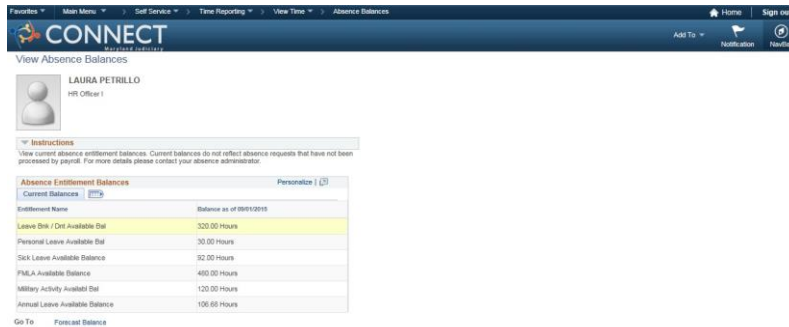 Favorites Main Menu > Self Service > Time Reporting > View Time > Absence Balances Home Sign ou
CONNECT
Maryland Judiciary
Add To Notification NavBa
View Absence Balances
LAURA PETRILLO
HR Officer I
Instructions
View current absence entitlement balances. Current balances do not reflect absence requests that have not been
processed by payroll. For more details please contact your absence administrator.
Absence Entitlement Balances Personalize |
Current Balances
Entitlement Name Balance as of 09/01/2015
Leave Bnk / Dnt Available Bal 320.00 Hours
Personal Leave Available Bal 30.00 Hours
Sick Leave Available Balance 92.00 Hours
FMLA Available Balance 480.00 Hours
Military Activity Availabl Bal 120.00 Hours
Annual Leave Available Balance 106.68 Hours
Go To Forecast Balance